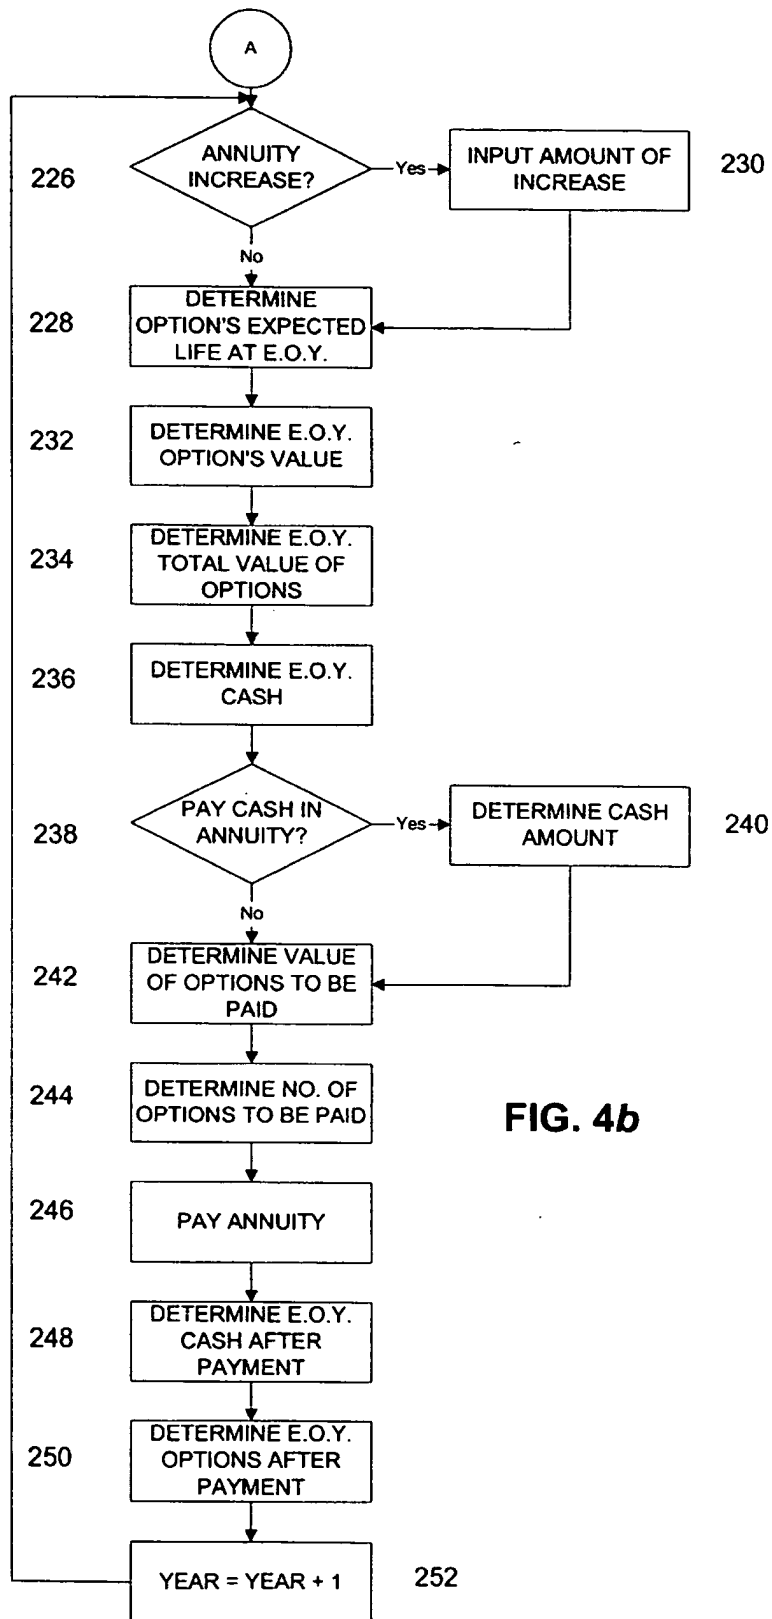 A
226
ANNUITY
INCREASE?
Yes
INPUT AMOUNT OF
INCREASE
230
No
228
DETERMINE
OPTION'S EXPECTED
LIFE AT E.O.Y.
232
DETERMINE E.O.Y.
OPTION'S VALUE
234
DETERMINE E.O.Y.
TOTAL VALUE OF
OPTIONS
236
DETERMINE E.O.Y.
CASH
238
PAY CASH IN
ANNUITY?
Yes
DETERMINE CASH
AMOUNT
240
No
242
DETERMINE VALUE
OF OPTIONS TO BE
PAID
244
DETERMINE NO. OF
OPTIONS TO BE PAID
FIG. 4b
246
PAY ANNUITY
248
DETERMINE E.O.Y.
CASH AFTER
PAYMENT
250
DETERMINE E.O.Y.
OPTIONS AFTER
PAYMENT
YEAR = YEAR + 1
252